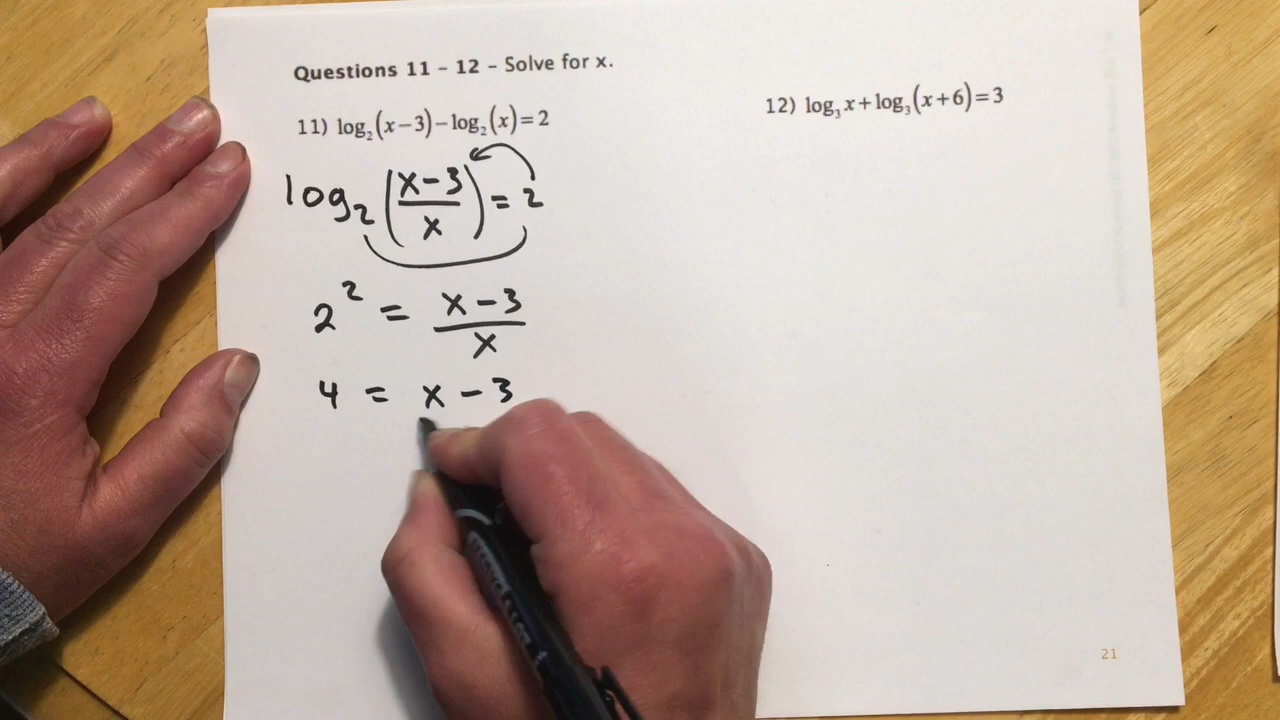 Questions 11 - 12 - Solve for x.
11) log₂(x-3)-log₂(x)=2
log₂((x-3)/x)=2
2² = (x-3)/x
4 = x-3
12) log₃x+log₃(x+6)=3
21